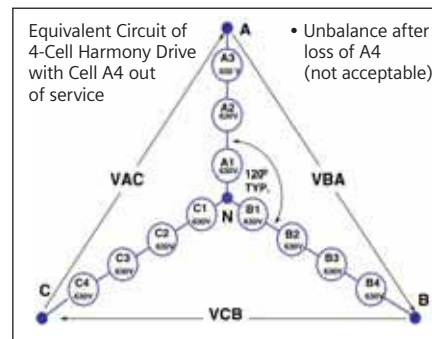 Equivalent Circuit of
4-Cell Harmony Drive
with Cell A4 out
of service
• Unbalance after
loss of A4
(not acceptable)
A
A3
630V
A2
630V
A1
630V
VAC
VBA
120º
TYP.
N
C1
630V
B1
630V
C2
630V
B2
630V
C3
630V
B3
630V
C4
630V
B4
630V
C
B
VCB